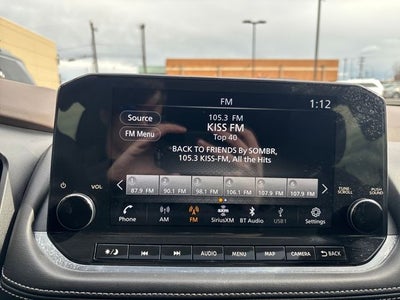 FM
1:12
Source
FM Menu
105.3 FM
KISS FM
Top 40
BACK TO FRIENDS By SOMBR,
105.3 KISS-FM, All the Hits
87.9 FM 90.1 FM 98.1 FM 106.1 FM 107.9 FM 107.9 FM
VOL
TUNE
SCROLL
PUSH
SOUND
Phone AM FM SiriusXM BT Audio USB1 Settings
AUDIO MENU MAP CAMERA BACK